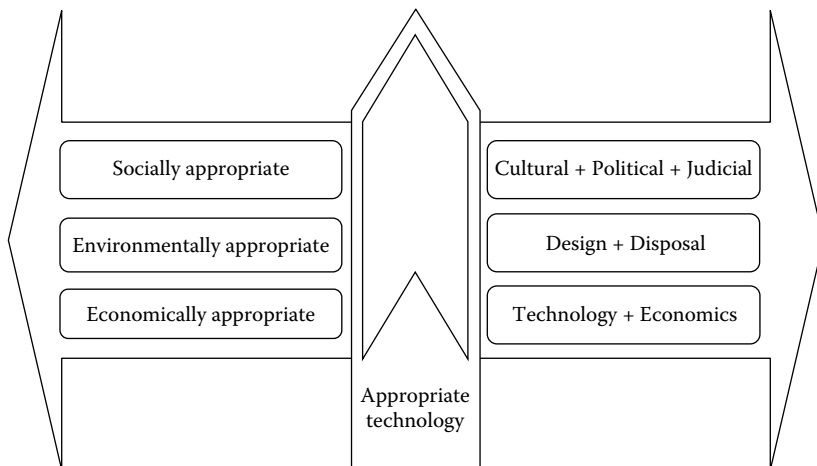 Socially appropriate
Cultural + Political + Judicial
Environmentally appropriate
Design + Disposal
Economically appropriate
Technology + Economics
Appropriate
technology